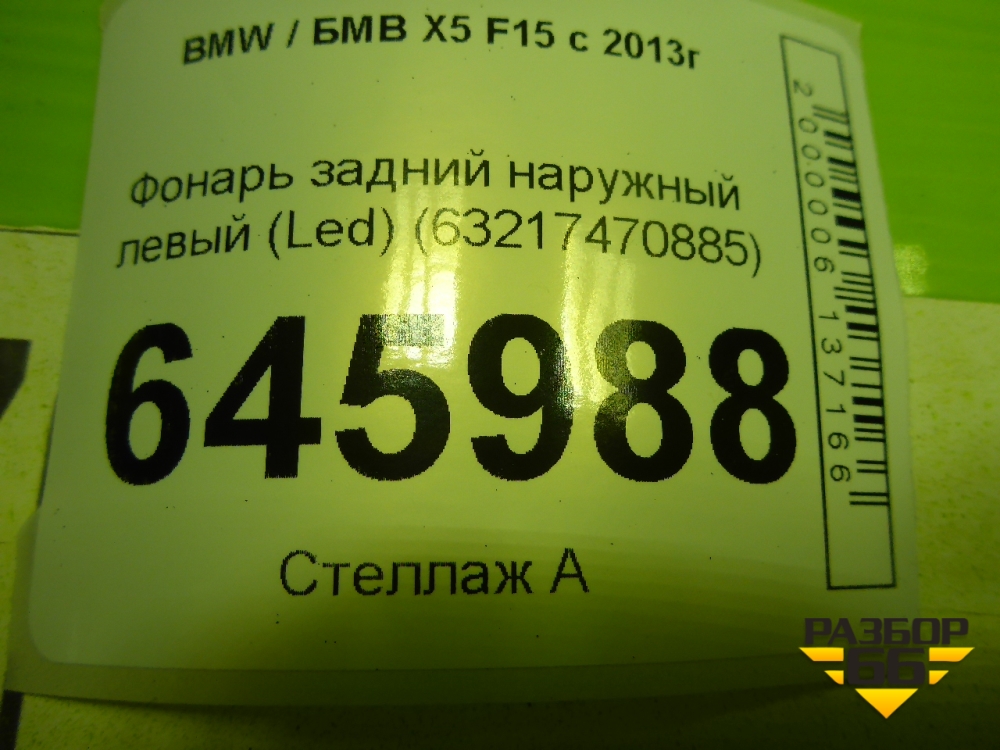 BMW / БМВ X5 F15 с 2013г
Фонарь задний наружный
левый (Led) (63217470885)
645988
Стеллаж А
2000006137166
РАЗБОР
66